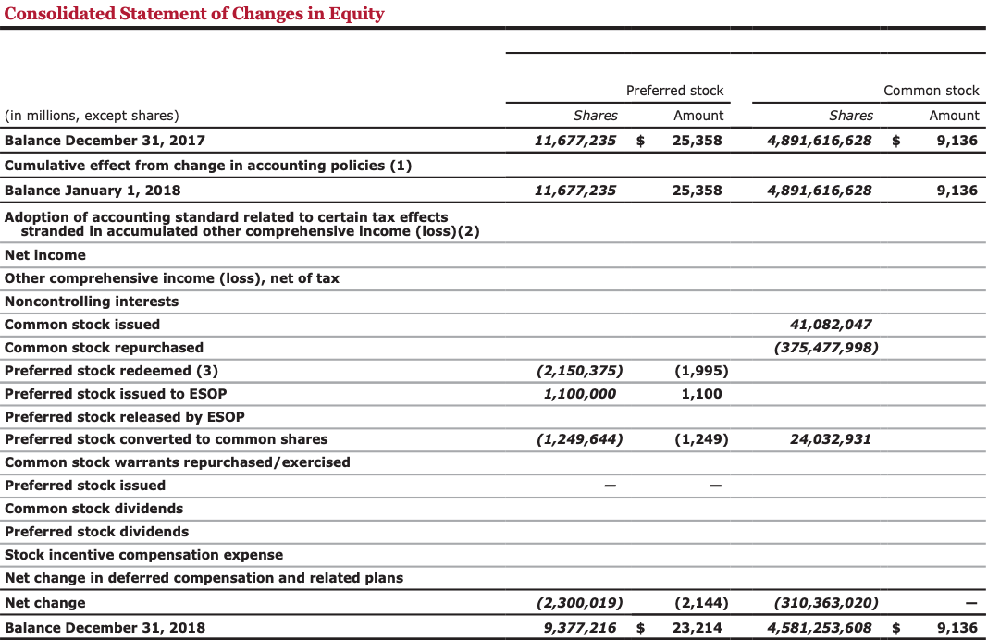 Consolidated Statement of Changes in Equity
Preferred stock Common stock
(in millions, except shares) Shares Amount Shares Amount
Balance December 31, 2017 11,677,235 $ 25,358 4,891,616,628 $ 9,136
Cumulative effect from change in accounting policies (1)
Balance January 1, 2018 11,677,235 25,358 4,891,616,628 9,136
Adoption of accounting standard related to certain tax effects
stranded in accumulated other comprehensive income (loss)(2)
Net income
Other comprehensive income (loss), net of tax
Noncontrolling interests
Common stock issued 41,082,047
Common stock repurchased (375,477,998)
Preferred stock redeemed (3) (2,150,375) (1,995)
Preferred stock issued to ESOP 1,100,000 1,100
Preferred stock released by ESOP
Preferred stock converted to common shares (1,249,644) (1,249) 24,032,931
Common stock warrants repurchased/exercised
Preferred stock issued — —
Common stock dividends
Preferred stock dividends
Stock incentive compensation expense
Net change in deferred compensation and related plans
Net change (2,300,019) (2,144) (310,363,020) —
Balance December 31, 2018 9,377,216 $ 23,214 4,581,253,608 $ 9,136